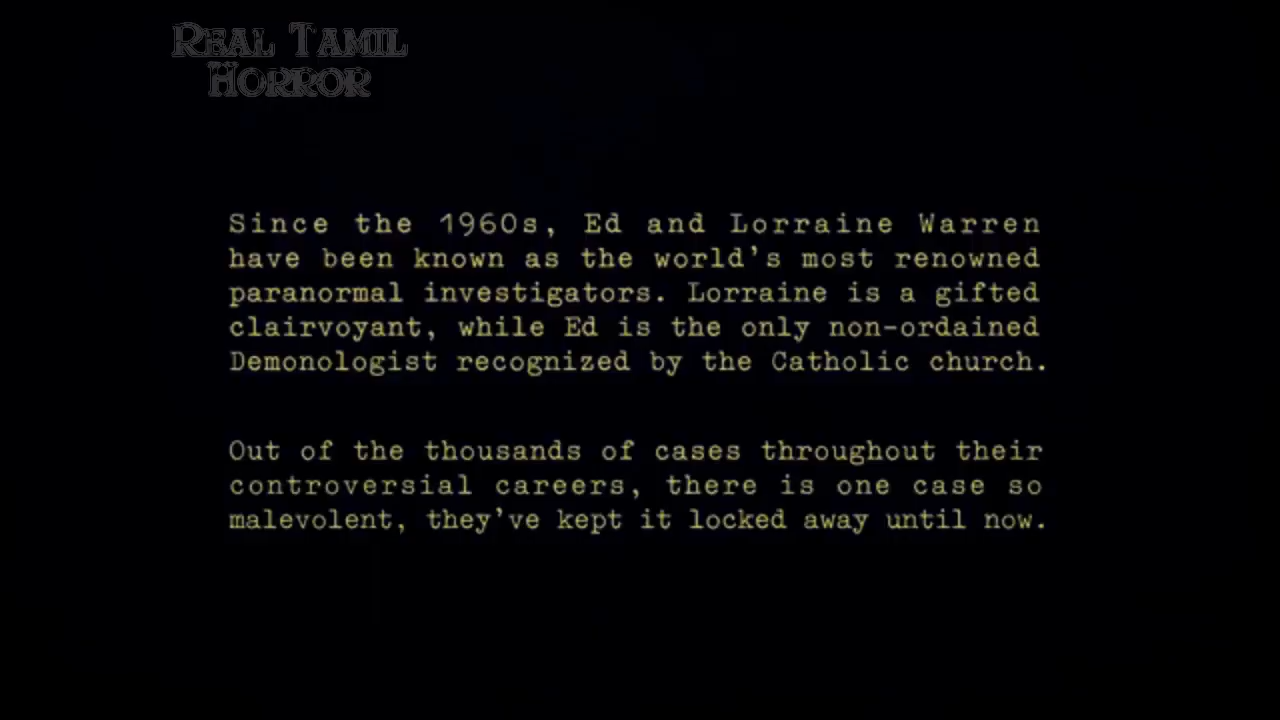 Real Tamil
Horror
Since the 1960s, Ed and Lorraine Warren
have been known as the world's most renowned
paranormal investigators. Lorraine is a gifted
clairvoyant, while Ed is the only non-ordained
Demonologist recognized by the Catholic church.
Out of the thousands of cases throughout their
controversial careers, there is one case so
malevolent, they've kept it locked away until now.